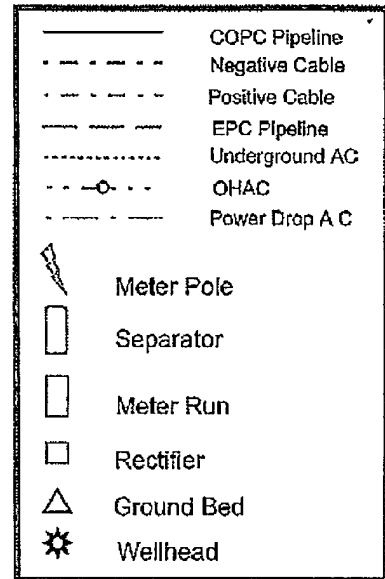 COPC Pipeline
Negative Cable
Positive Cable
EPC Pipeline
Underground AC
OHAC
Power Drop A C
Meter Pole
Separator
Meter Run
Rectifier
Ground Bed
Wellhead